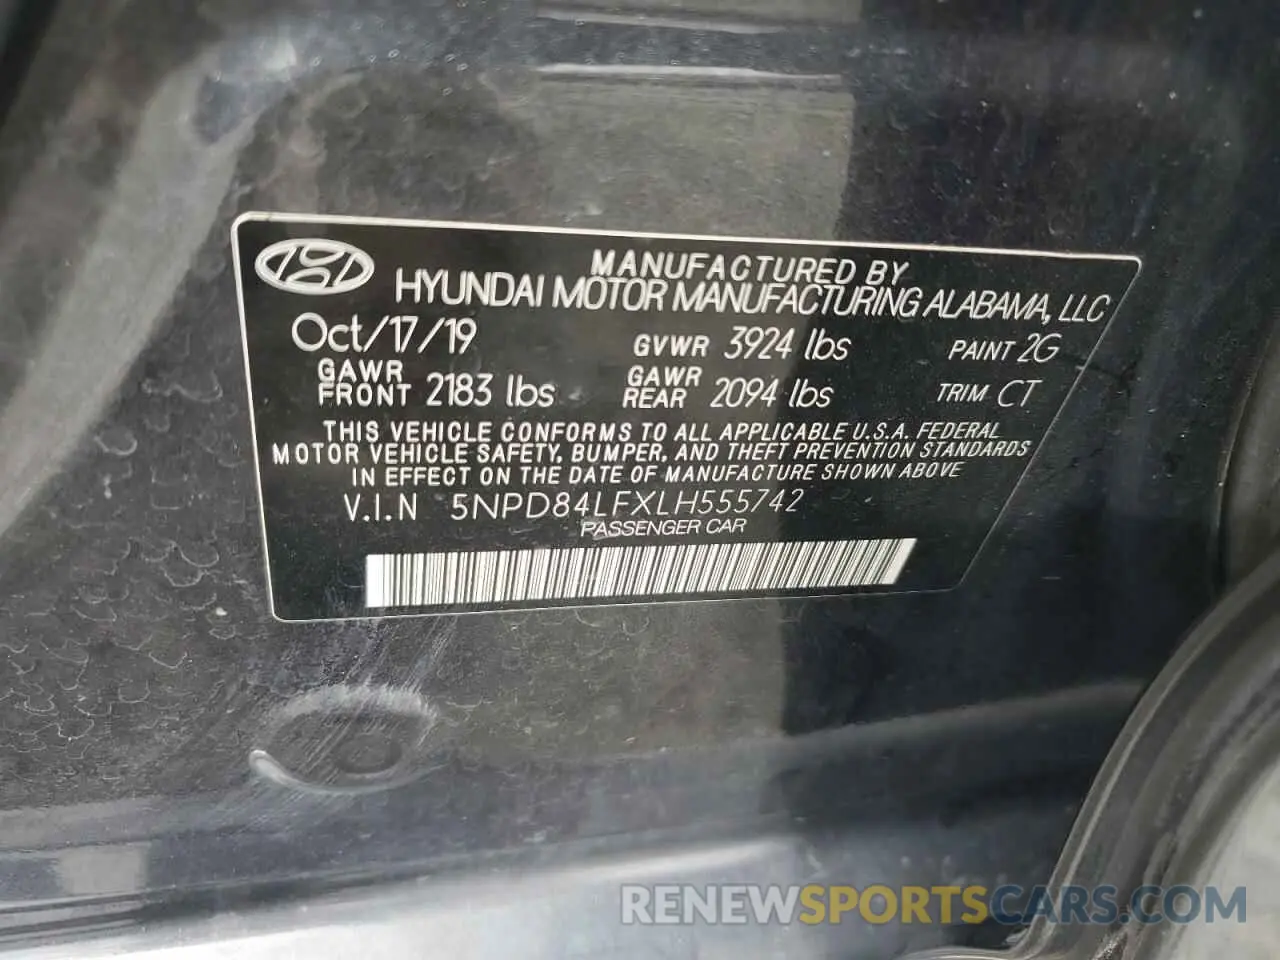 MANUFACTURED BY
HYUNDAI MOTOR MANUFACTURING ALABAMA, LLC
Oct/17/19 GVWR 3924 lbs PAINT 2G
GAWR FRONT 2183 lbs GAWR REAR 2094 lbs TRIM CT
THIS VEHICLE CONFORMS TO ALL APPLICABLE U.S.A. FEDERAL
MOTOR VEHICLE SAFETY, BUMPER, AND THEFT PREVENTION STANDARDS
IN EFFECT ON THE DATE OF MANUFACTURE SHOWN ABOVE
V.I.N 5NPD84LFXLH555742
PASSENGER CAR
RENEWSPORTSCARS.COM